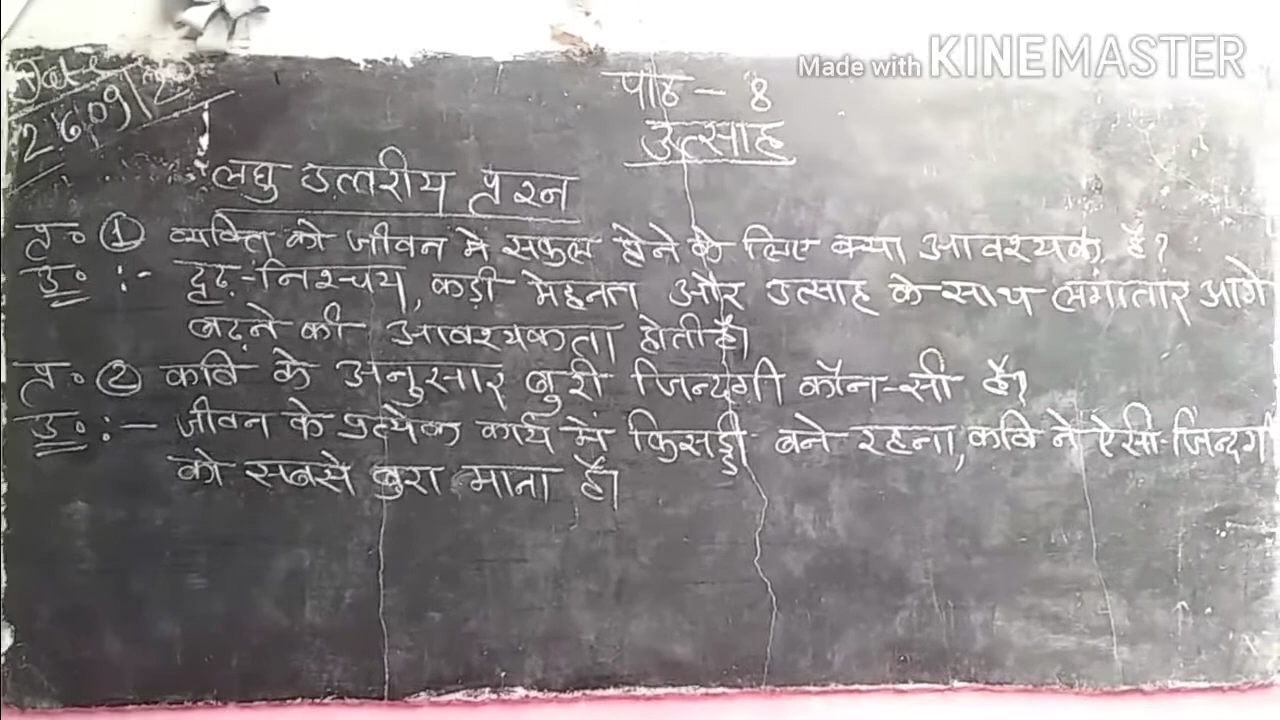 Made with KINEMASTER
Date
26/09/2
पाठ - 8
उत्साह
लघु उत्तरीय प्रश्न
प्र० ① व्यक्ति को जीवन में सफल होने के लिए क्या आवश्यक है?
उ० :- दृढ़-निश्चय, कड़ी मेहनत और उत्साह के साथ लगातार आगे
बढ़ने की आवश्यकता होती है।
प्र० ② कवि के अनुसार बुरी जिन्दगी कौन-सी है?
उ० :- जीवन के प्रत्येक कार्य में फिसड्डी बने रहना, कवि ने ऐसी जिंदगी
को सबसे बुरा माना है।